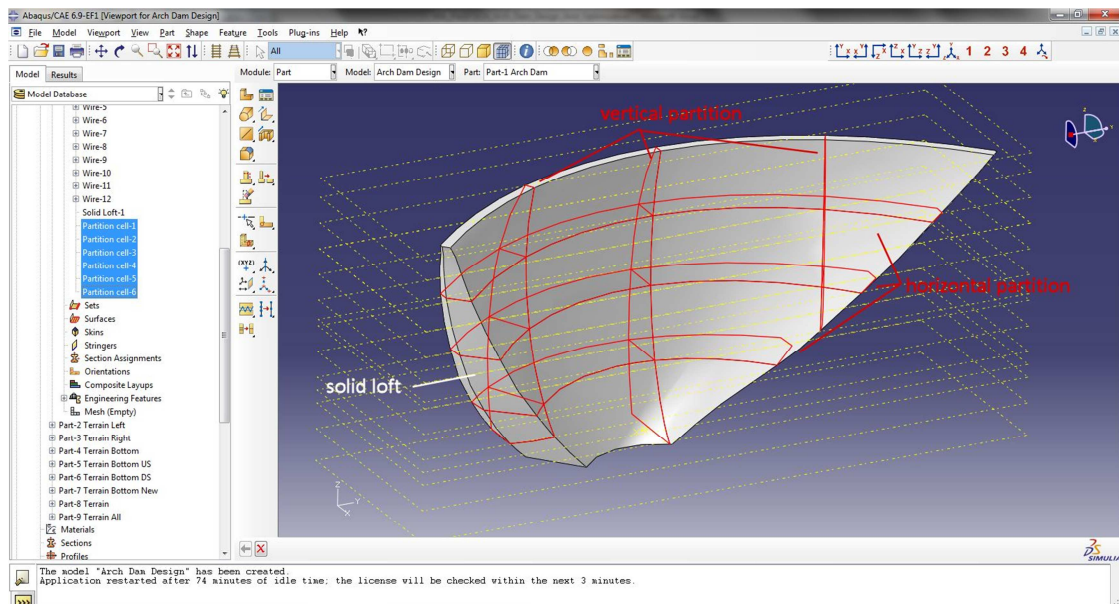 Abaqus/CAE 6.9-EF1 [Viewport for Arch Dam Design]
File Model Viewport View Part Shape Feature Tools Plug-ins Help
All
1 2 3 4
Model Results
Module: Part Model: Arch Dam Design Part: Part-1 Arch Dam
Model Database
Wire-5
Wire-6
Wire-7
Wire-8
Wire-9
Wire-10
Wire-11
Wire-12
Solid Loft-1
Partition cell-1
Partition cell-2
Partition cell-3
Partition cell-4
Partition cell-5
Partition cell-6
Sets
Surfaces
Skins
Stringers
Section Assignments
Orientations
Composite Layups
Engineering Features
Mesh (Empty)
Part-2 Terrain Left
Part-3 Terrain Right
Part-4 Terrain Bottom
Part-5 Terrain Bottom US
Part-6 Terrain Bottom DS
Part-7 Terrain Bottom New
Part-8 Terrain
Part-9 Terrain All
Materials
Sections
Profiles
(XYZ)
vertical partition
horizontal partition
solid loft
Z
Y
X
SIMULIA
The model "Arch Dam Design" has been created.
Application restarted after 74 minutes of idle time; the license will be checked within the next 3 minutes.
>>>